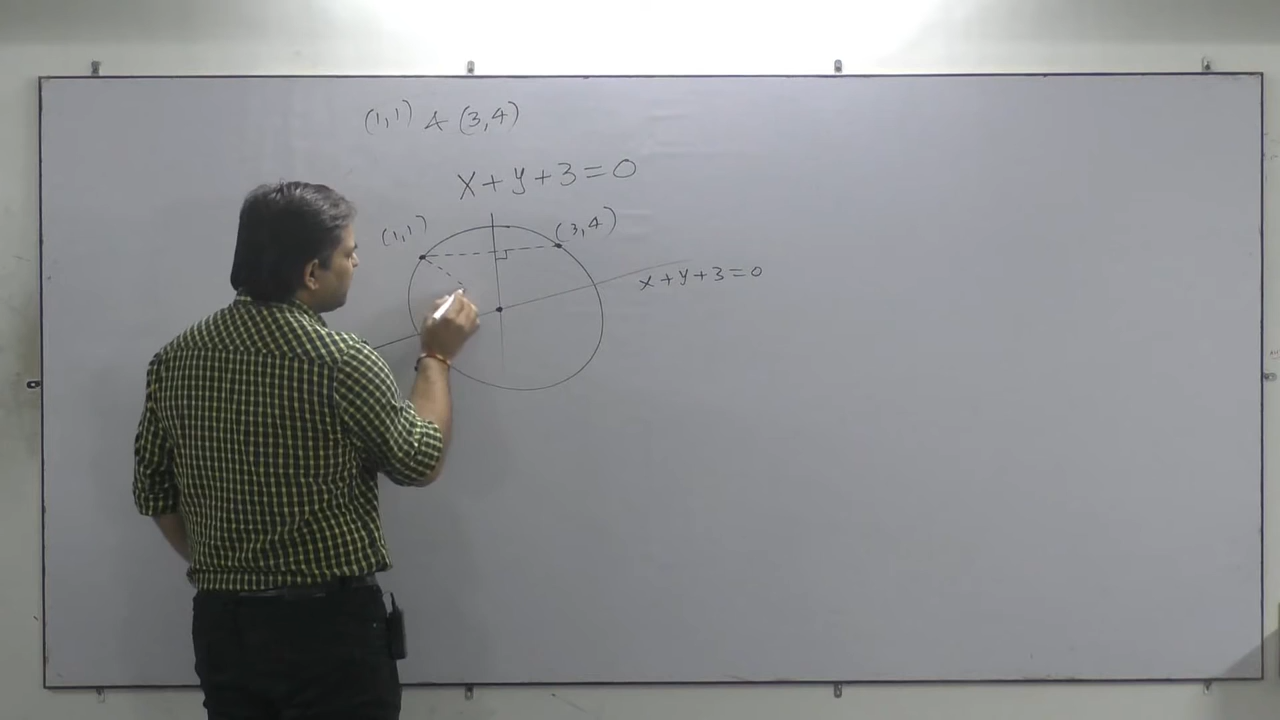 (1,1) & (3,4)
x+y+3=0
(1,1)
(3,4)
x+y+3=0